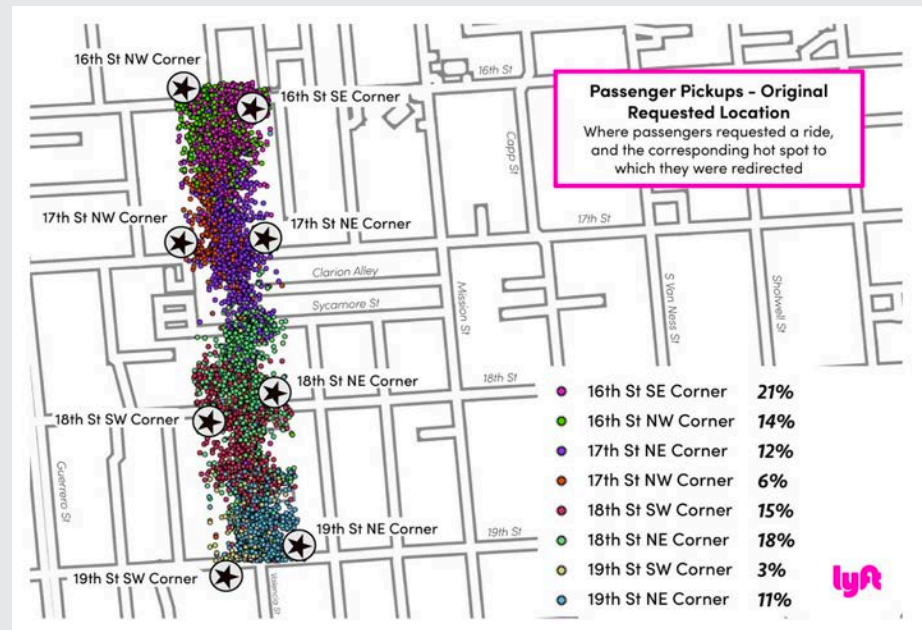 16th St NW Corner
16th St
16th St SE Corner
Passenger Pickups - Original
Requested Location
Where passengers requested a ride,
and the corresponding hot spot to
which they were redirected
Capp St
17th St NW Corner
17th St NE Corner
17th St
Clarion Alley
Sycamore St
Mission St
S Van Ness St
Shotwell St
18th St NE Corner
18th St
18th St SW Corner
Guerrero St
19th St NE Corner
19th St
19th St SW Corner
Valencia St
16th St SE Corner 21%
16th St NW Corner 14%
17th St NE Corner 12%
17th St NW Corner 6%
18th St SW Corner 15%
18th St NE Corner 18%
19th St SW Corner 3%
19th St NE Corner 11%
lyft